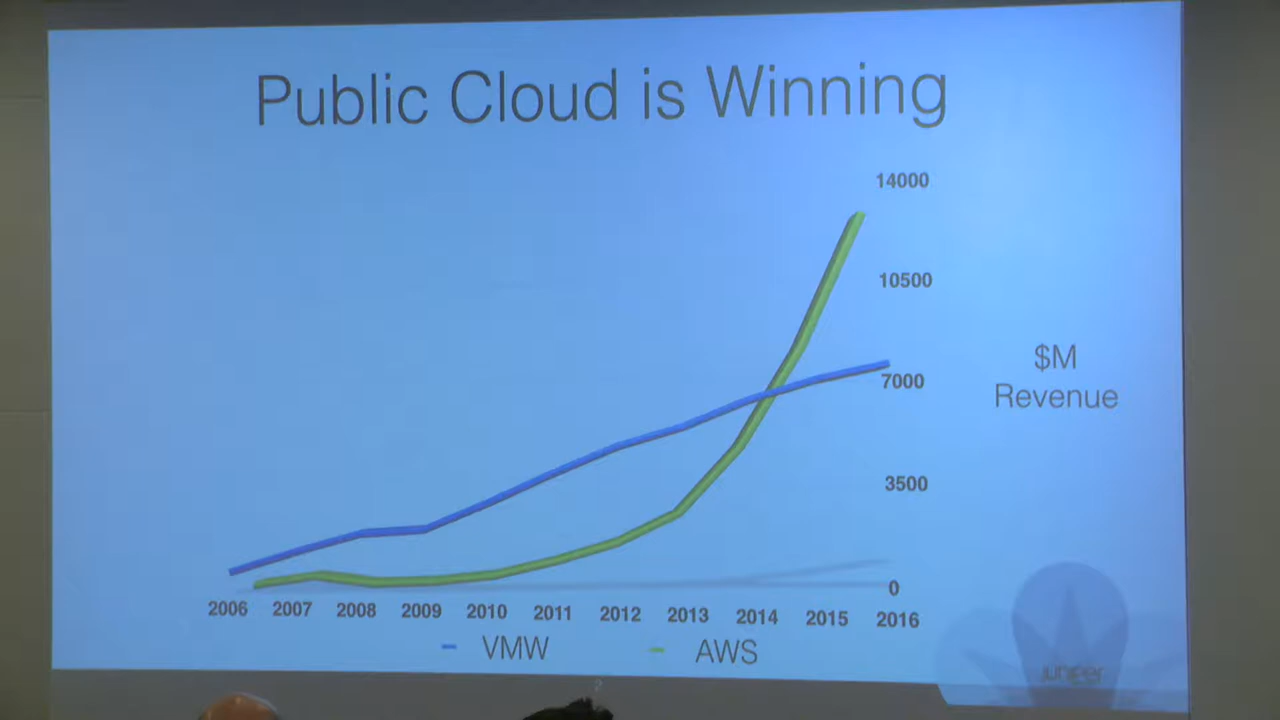 Public Cloud is Winning
14000
10500
7000
3500
0
$M
Revenue
2006 2007 2008 2009 2010 2011 2012 2013 2014 2015 2016
VMW AWS
juniper